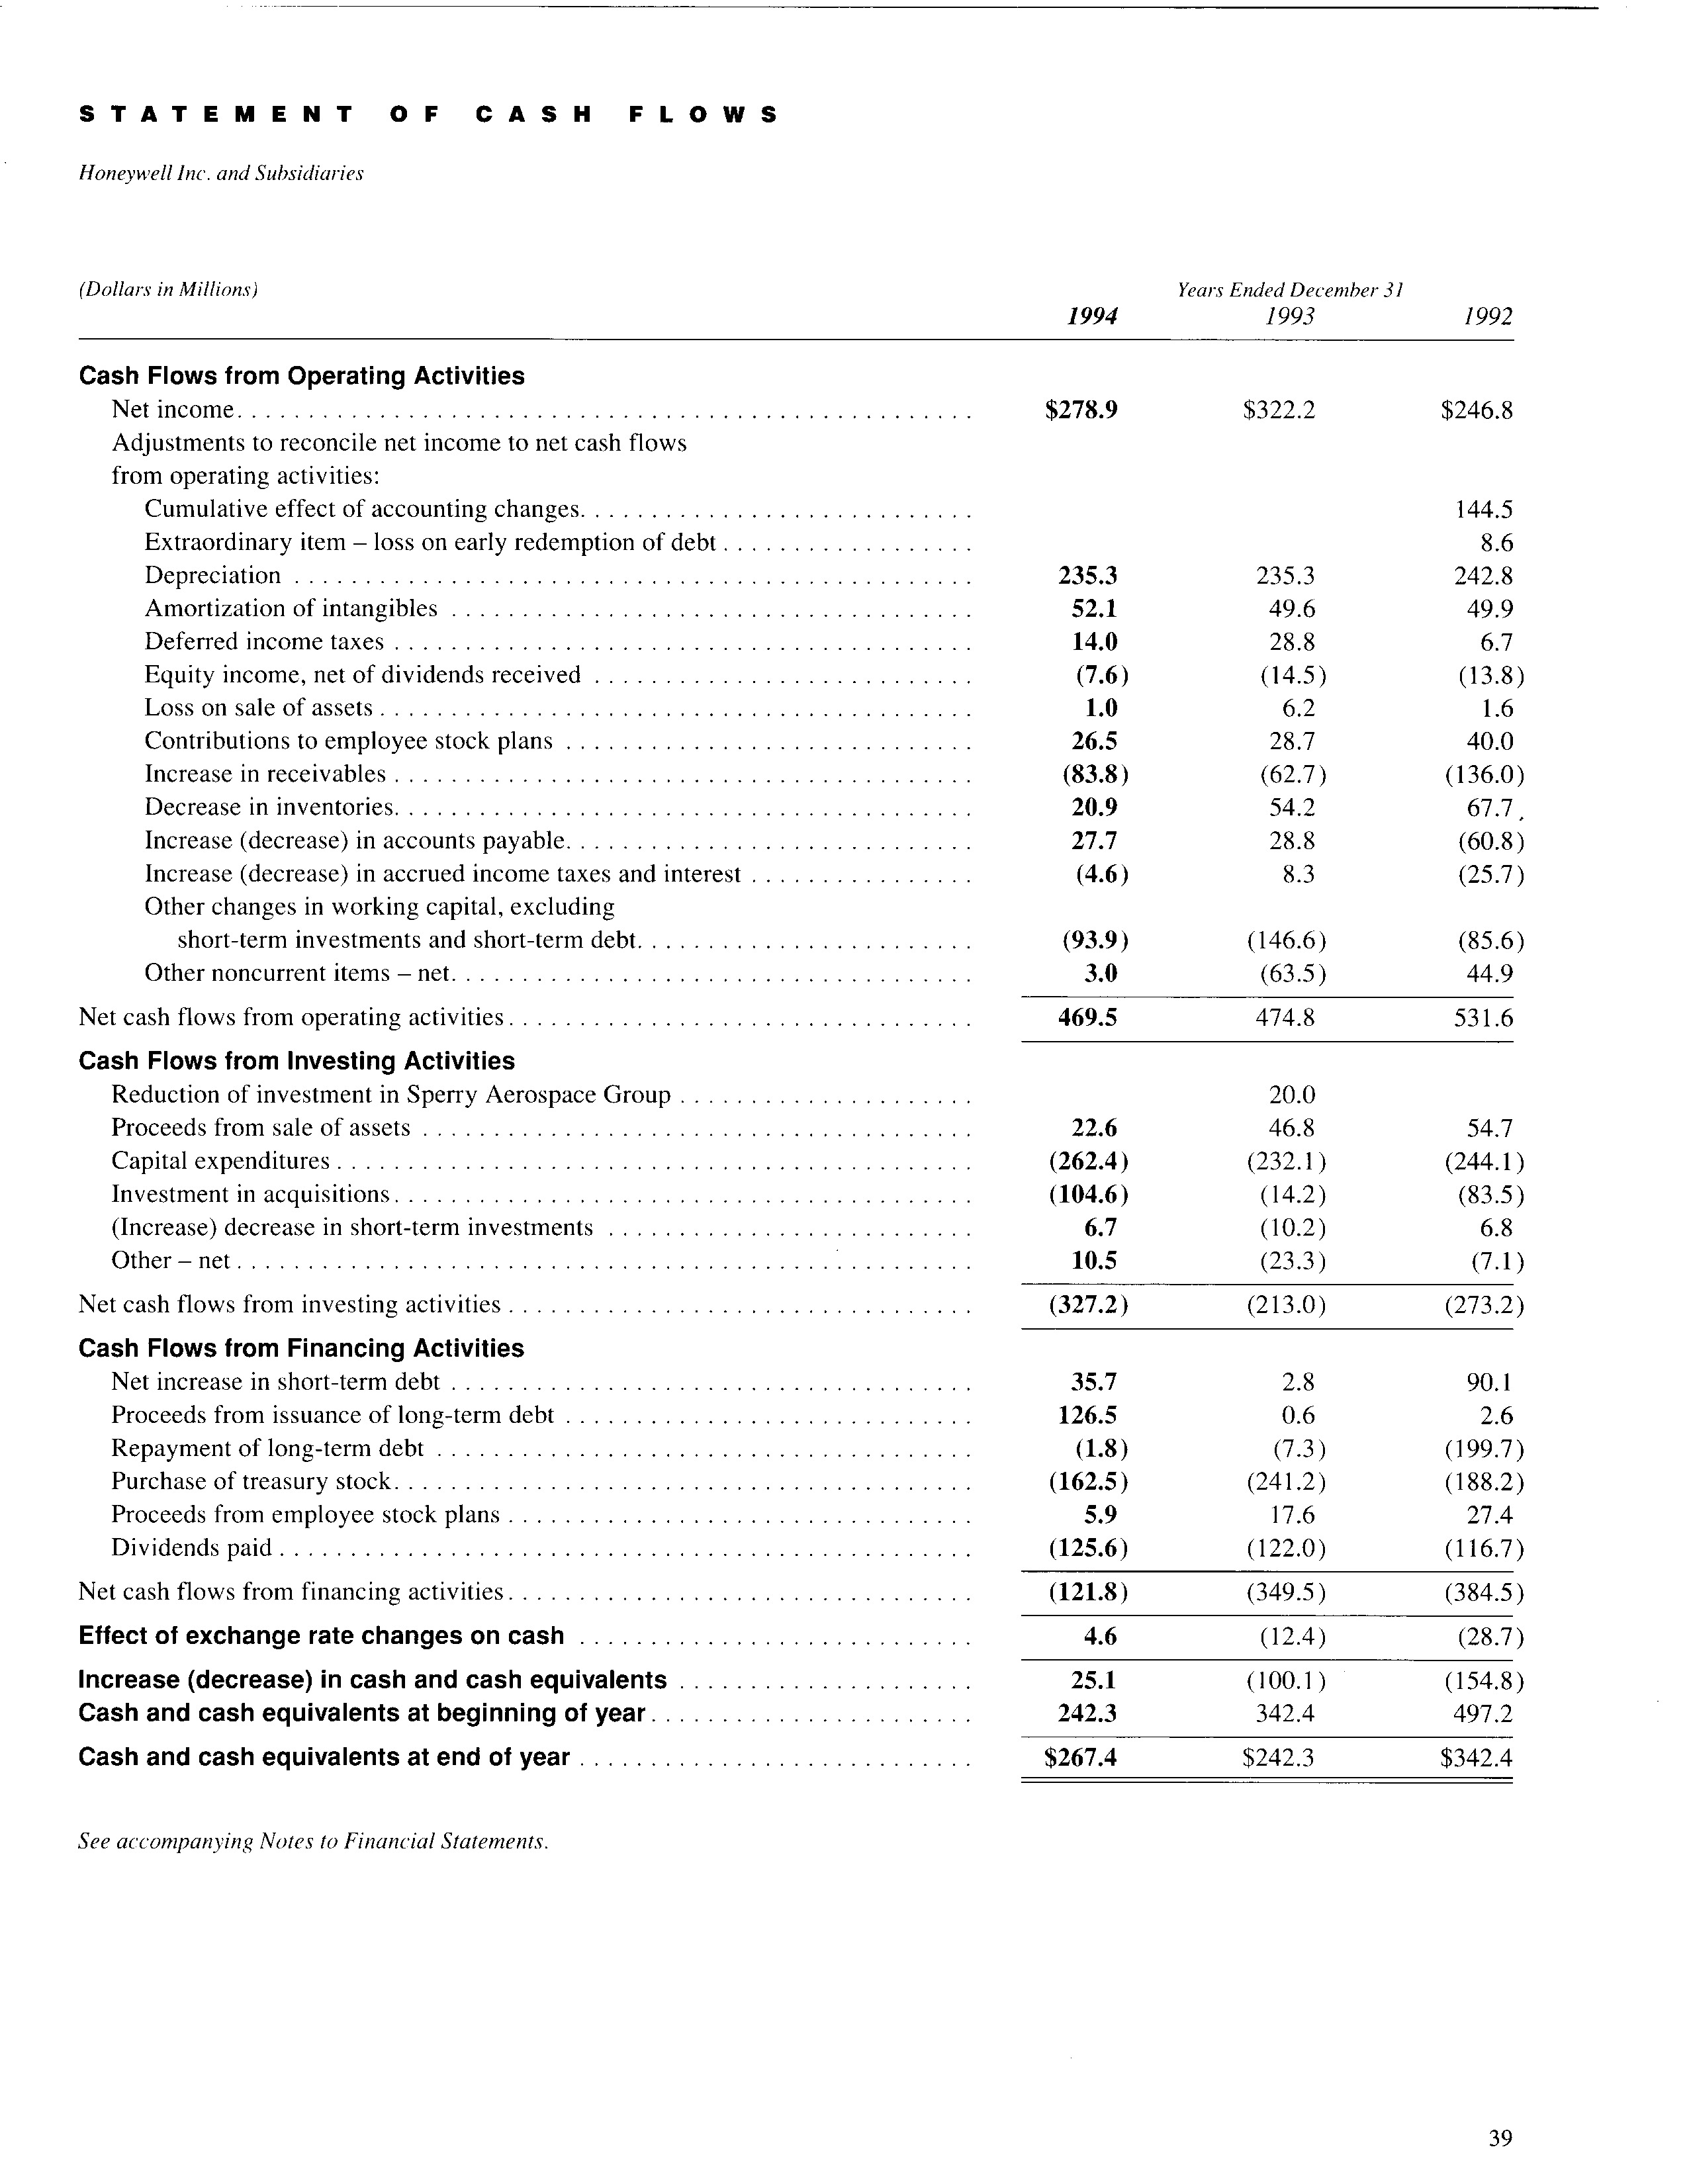 STATEMENT OF CASH FLOWS
Honeywell Inc. and Subsidiaries
(Dollars in Millions) Years Ended December 31
1994 1993 1992
Cash Flows from Operating Activities
Net income $278.9 $322.2 $246.8
Adjustments to reconcile net income to net cash flows
from operating activities:
Cumulative effect of accounting changes 144.5
Extraordinary item – loss on early redemption of debt 8.6
Depreciation 235.3 235.3 242.8
Amortization of intangibles 52.1 49.6 49.9
Deferred income taxes 14.0 28.8 6.7
Equity income, net of dividends received (7.6) (14.5) (13.8)
Loss on sale of assets 1.0 6.2 1.6
Contributions to employee stock plans 26.5 28.7 40.0
Increase in receivables (83.8) (62.7) (136.0)
Decrease in inventories 20.9 54.2 67.7
Increase (decrease) in accounts payable 27.7 28.8 (60.8)
Increase (decrease) in accrued income taxes and interest (4.6) 8.3 (25.7)
Other changes in working capital, excluding
short-term investments and short-term debt (93.9) (146.6) (85.6)
Other noncurrent items – net 3.0 (63.5) 44.9
Net cash flows from operating activities 469.5 474.8 531.6
Cash Flows from Investing Activities
Reduction of investment in Sperry Aerospace Group 20.0
Proceeds from sale of assets 22.6 46.8 54.7
Capital expenditures (262.4) (232.1) (244.1)
Investment in acquisitions (104.6) (14.2) (83.5)
(Increase) decrease in short-term investments 6.7 (10.2) 6.8
Other – net 10.5 (23.3) (7.1)
Net cash flows from investing activities (327.2) (213.0) (273.2)
Cash Flows from Financing Activities
Net increase in short-term debt 35.7 2.8 90.1
Proceeds from issuance of long-term debt 126.5 0.6 2.6
Repayment of long-term debt (1.8) (7.3) (199.7)
Purchase of treasury stock (162.5) (241.2) (188.2)
Proceeds from employee stock plans 5.9 17.6 27.4
Dividends paid (125.6) (122.0) (116.7)
Net cash flows from financing activities (121.8) (349.5) (384.5)
Effect of exchange rate changes on cash 4.6 (12.4) (28.7)
Increase (decrease) in cash and cash equivalents 25.1 (100.1) (154.8)
Cash and cash equivalents at beginning of year 242.3 342.4 497.2
Cash and cash equivalents at end of year $267.4 $242.3 $342.4
See accompanying Notes to Financial Statements.
39